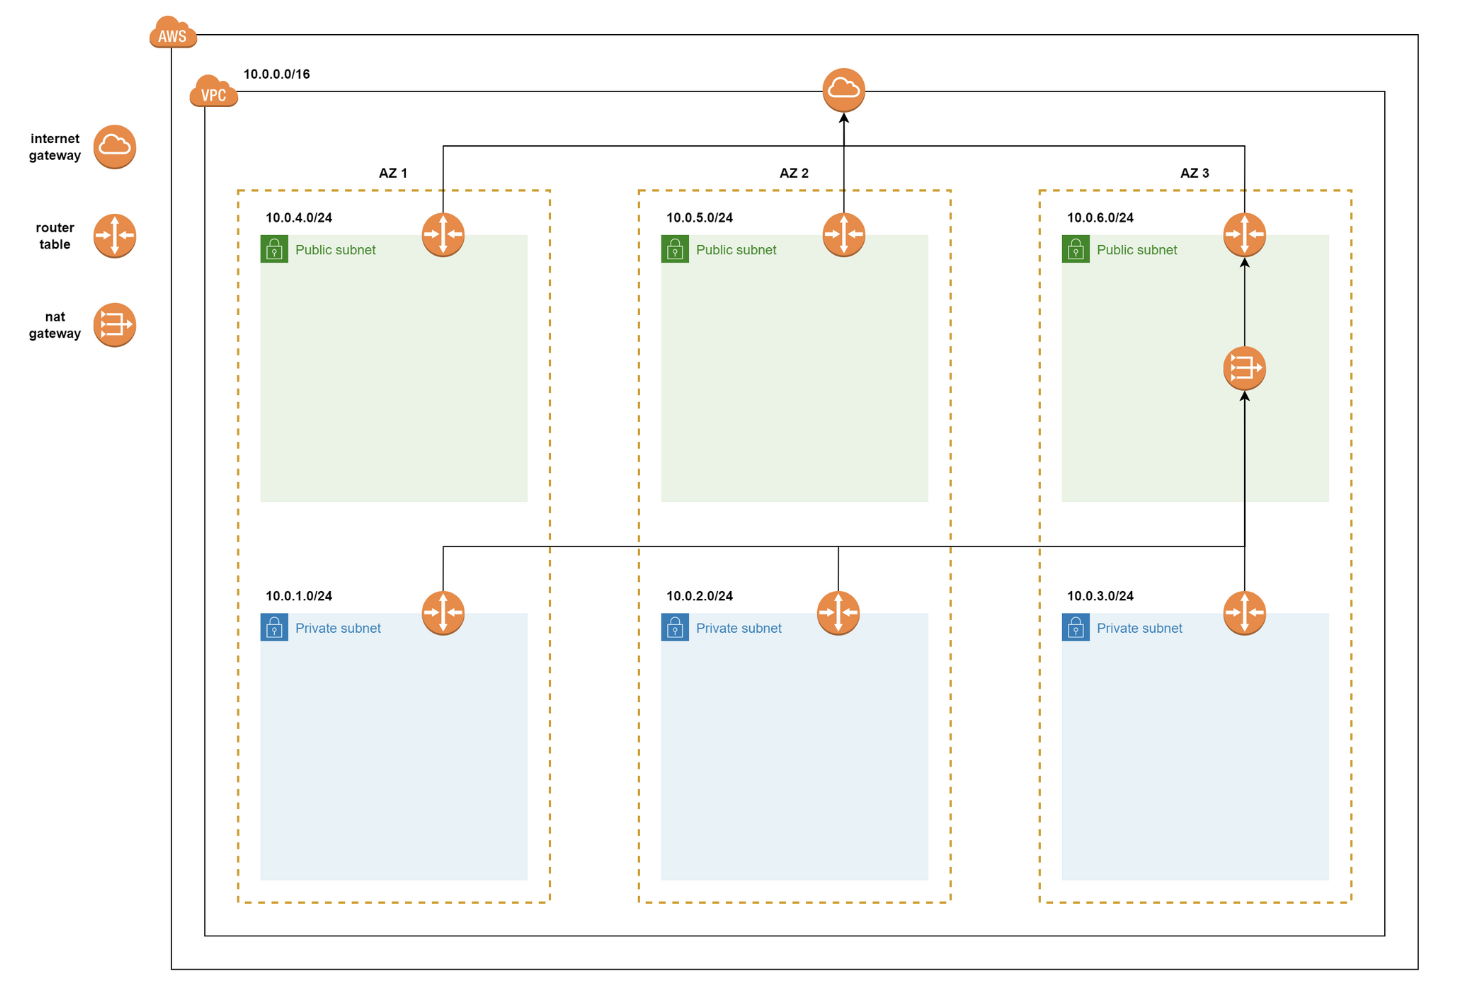 AWS
10.0.0.0/16
VPC
internet
gateway
router
table
nat
gateway
AZ 1
AZ 2
AZ 3
10.0.4.0/24
10.0.5.0/24
10.0.6.0/24
Public subnet
Public subnet
Public subnet
10.0.1.0/24
10.0.2.0/24
10.0.3.0/24
Private subnet
Private subnet
Private subnet